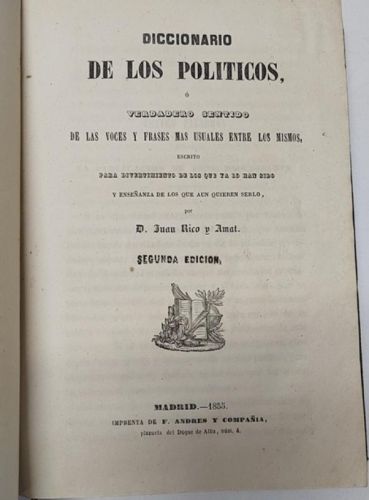 DICCIONARIO
DE LOS POLITICOS,
ó
VERDADERO SENTIDO
DE LAS VOCES Y FRASES MAS USUALES ENTRE LOS MISMOS,
ESCRITO
PARA DIVERTIMIENTO DE LOS QUE YA LO HAN SIDO
Y ENSEÑANZA DE LOS QUE AUN QUIEREN SERLO,
por
D. Juan Rico y Amat.
SEGUNDA EDICION,
MADRID.—1855.
IMPRENTA DE F. ANDRES Y COMPAÑIA,
plazuela del Duque de Alba, núm. 4.